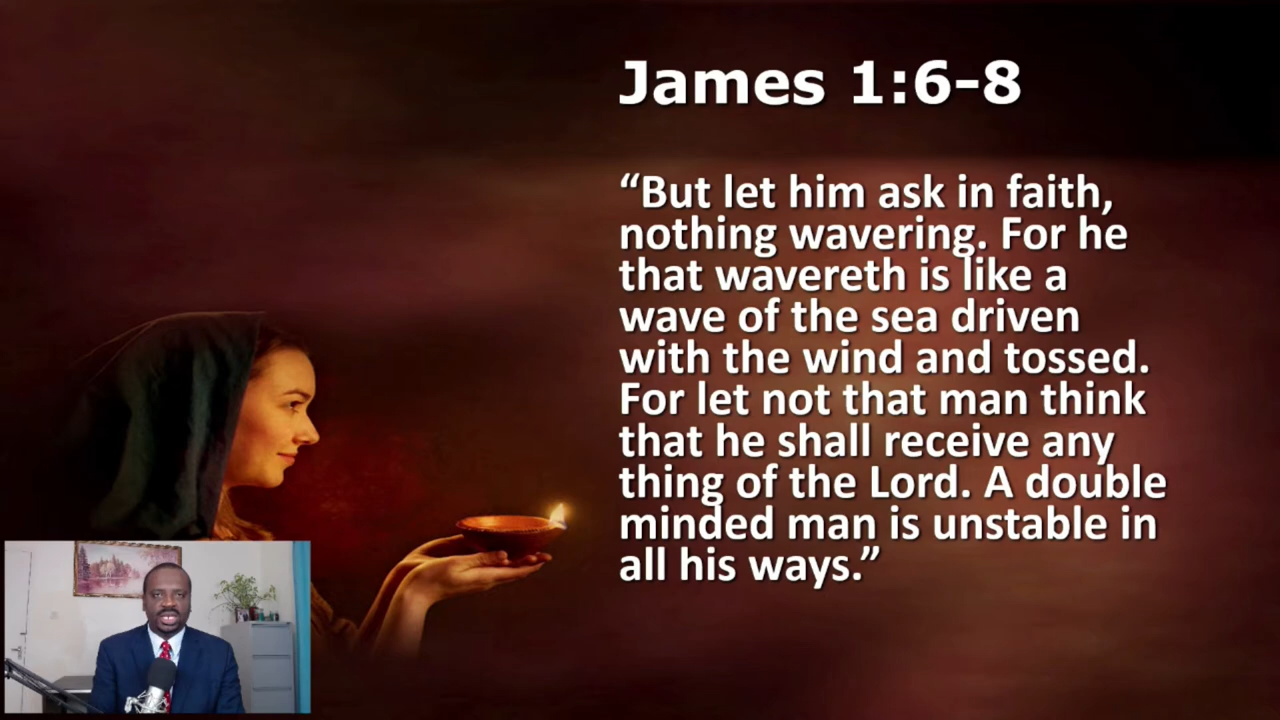 James 1:6-8
“But let him ask in faith,
nothing wavering. For he
that wavereth is like a
wave of the sea driven
with the wind and tossed.
For let not that man think
that he shall receive any
thing of the Lord. A double
minded man is unstable in
all his ways.”